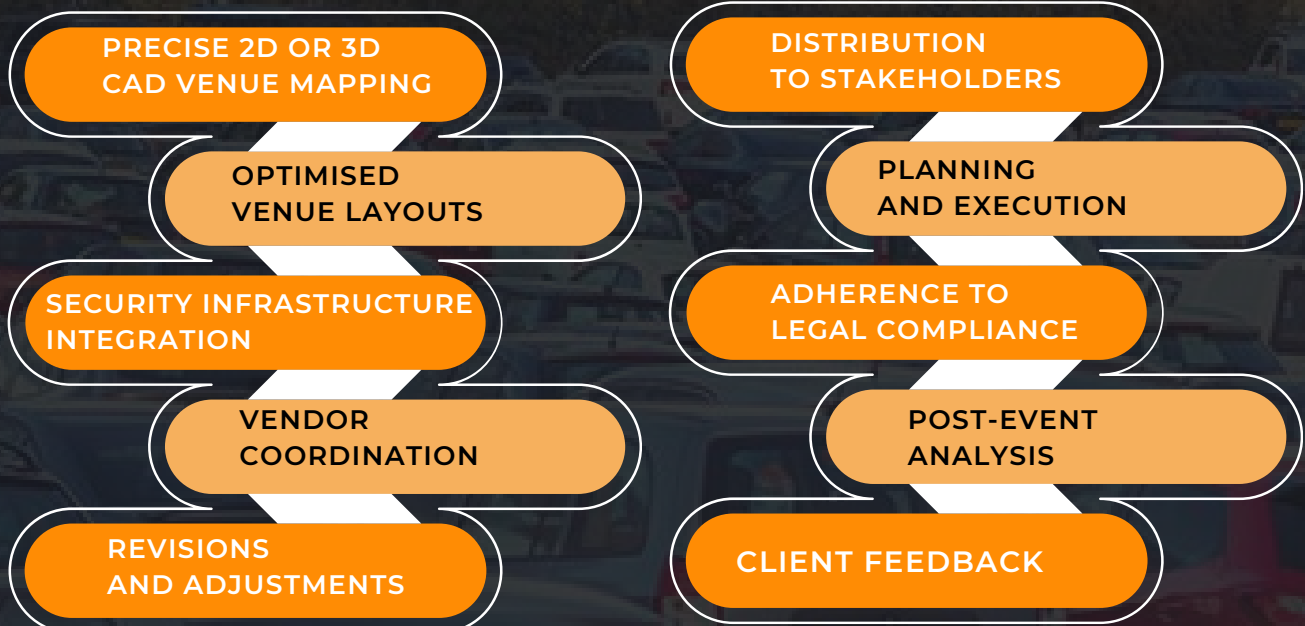 PRECISE 2D OR 3D
CAD VENUE MAPPING
OPTIMISED
VENUE LAYOUTS
SECURITY INFRASTRUCTURE
INTEGRATION
VENDOR
COORDINATION
REVISIONS
AND ADJUSTMENTS
DISTRIBUTION
TO STAKEHOLDERS
PLANNING
AND EXECUTION
ADHERENCE TO
LEGAL COMPLIANCE
POST-EVENT
ANALYSIS
CLIENT FEEDBACK